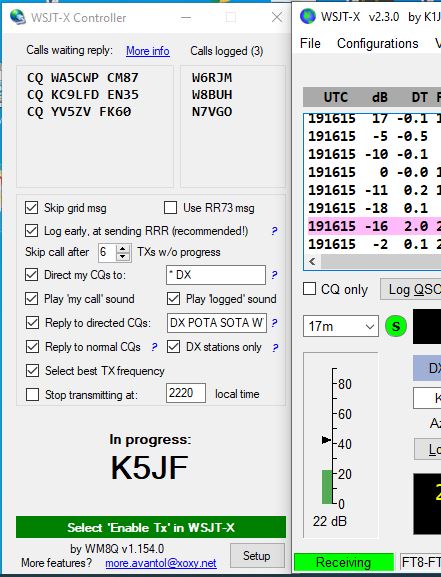 WSJT-X Controller
Calls waiting reply: More info Calls logged (3)
CQ WA5CWP CM87
CQ KC9LFD EN35
CQ YV5ZV FK60
W6RJM
W8BUH
N7VGO
Skip grid msg Use RR73 msg
Log early, at sending RRR (recommended!) ?
Skip call after 6 TXs w/o progress
Direct my CQs to: * DX ?
Play 'my call' sound Play 'logged' sound
Reply to directed CQs: DX POTA SOTA W ?
Reply to normal CQs ? DX stations only ?
Select best TX frequency
Stop transmitting at: 2220 local time
In progress:
K5JF
Select 'Enable Tx' in WSJT-X
by WM8Q v1.154.0
More features? more.avantol@xoxy.net
Setup
WSJT-X v2.3.0 by K1J
File Configurations V
UTC dB DT F
191615 17 -0.1 1
191615 -5 -0.5
191615 -10 -0.1
191615 0 -0.0 1
191615 -11 0.2 1
191615 -18 0.1
191615 -16 2.0 2
191615 -2 0.1 2
CQ only Log QSO
17m S
DX
K
Az
Lo
80
60
40
20
0
22 dB
2
Receiving FT8-FT